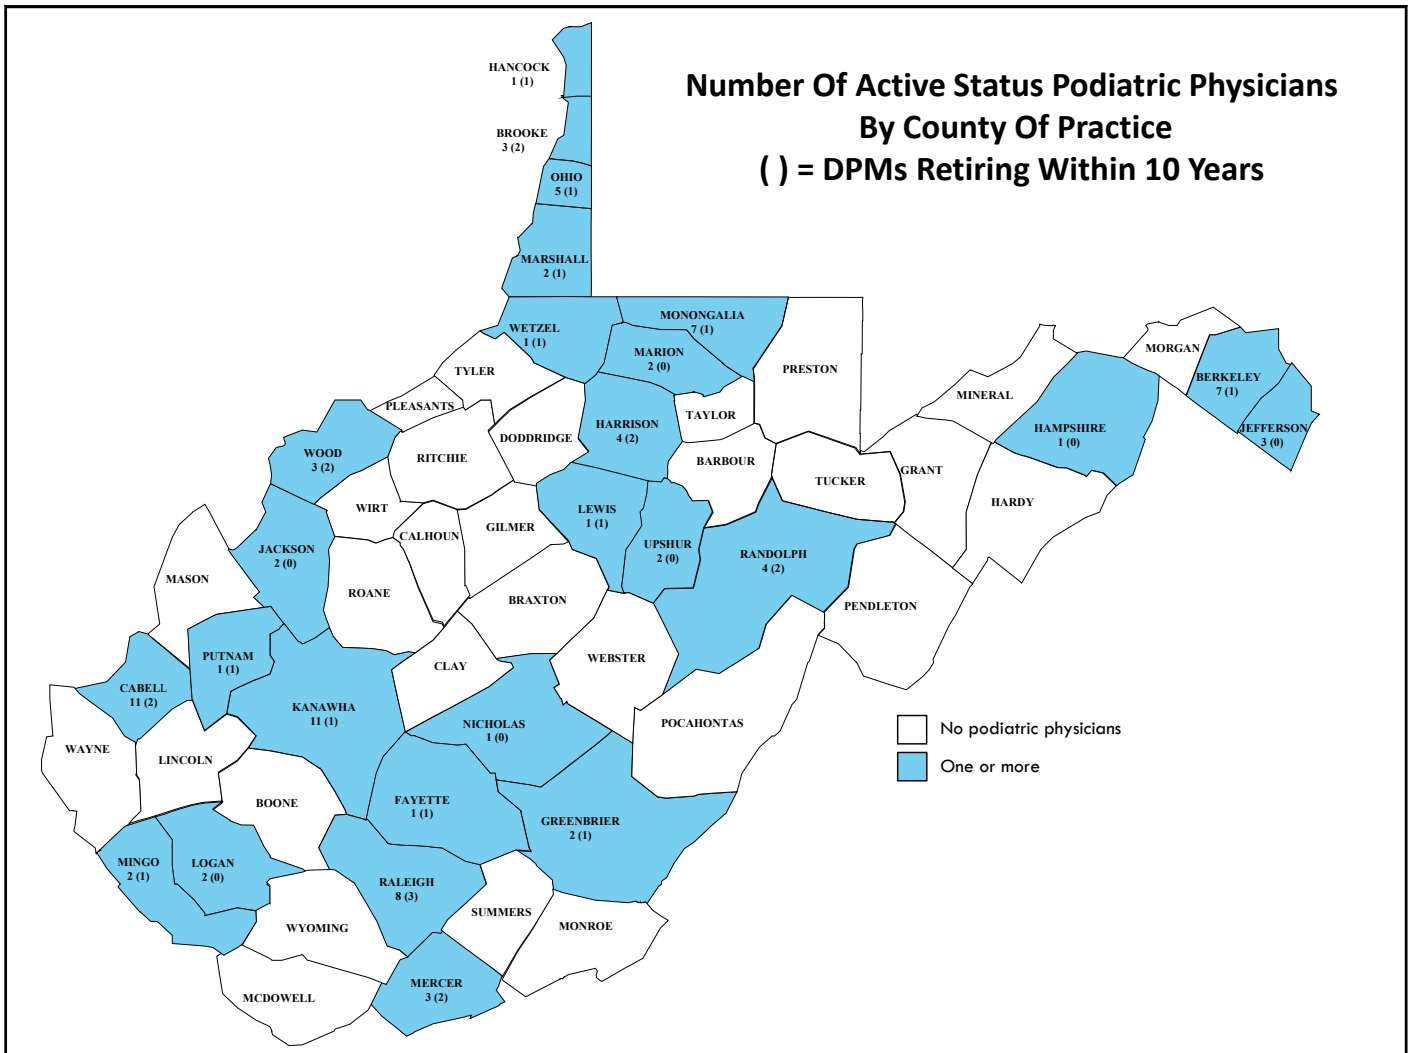 Number Of Active Status Podiatric Physicians
By County Of Practice
( ) = DPMs Retiring Within 10 Years
HANCOCK
1 (1)
BROOKE
3 (2)
OHIO
5 (1)
MARSHALL
2 (1)
WETZEL
1 (1)
MONONGALIA
7 (1)
MARION
2 (0)
TYLER
PRESTON
MORGAN
BERKELEY
7 (1)
MINERAL
PLEASANTS
TAYLOR
HARRISON
4 (2)
HAMPSHIRE
1 (0)
JEFFERSON
3 (0)
DODDRIDGE
WOOD
3 (2)
RITCHIE
BARBOUR
TUCKER
GRANT
HARDY
WIRT
LEWIS
1 (1)
GILMER
CALHOUN
UPSHUR
2 (0)
JACKSON
2 (0)
RANDOLPH
4 (2)
MASON
ROANE
BRAXTON
PENDLETON
PUTNAM
1 (1)
CLAY
WEBSTER
CABELL
11 (2)
KANAWHA
11 (1)
NICHOLAS
1 (0)
POCAHONTAS
WAYNE
LINCOLN
BOONE
FAYETTE
1 (1)
GREENBRIER
2 (1)
MINGO
2 (1)
LOGAN
2 (0)
RALEIGH
8 (3)
SUMMERS
WYOMING
MONROE
MERCER
3 (2)
MCDOWELL
No podiatric physicians
One or more